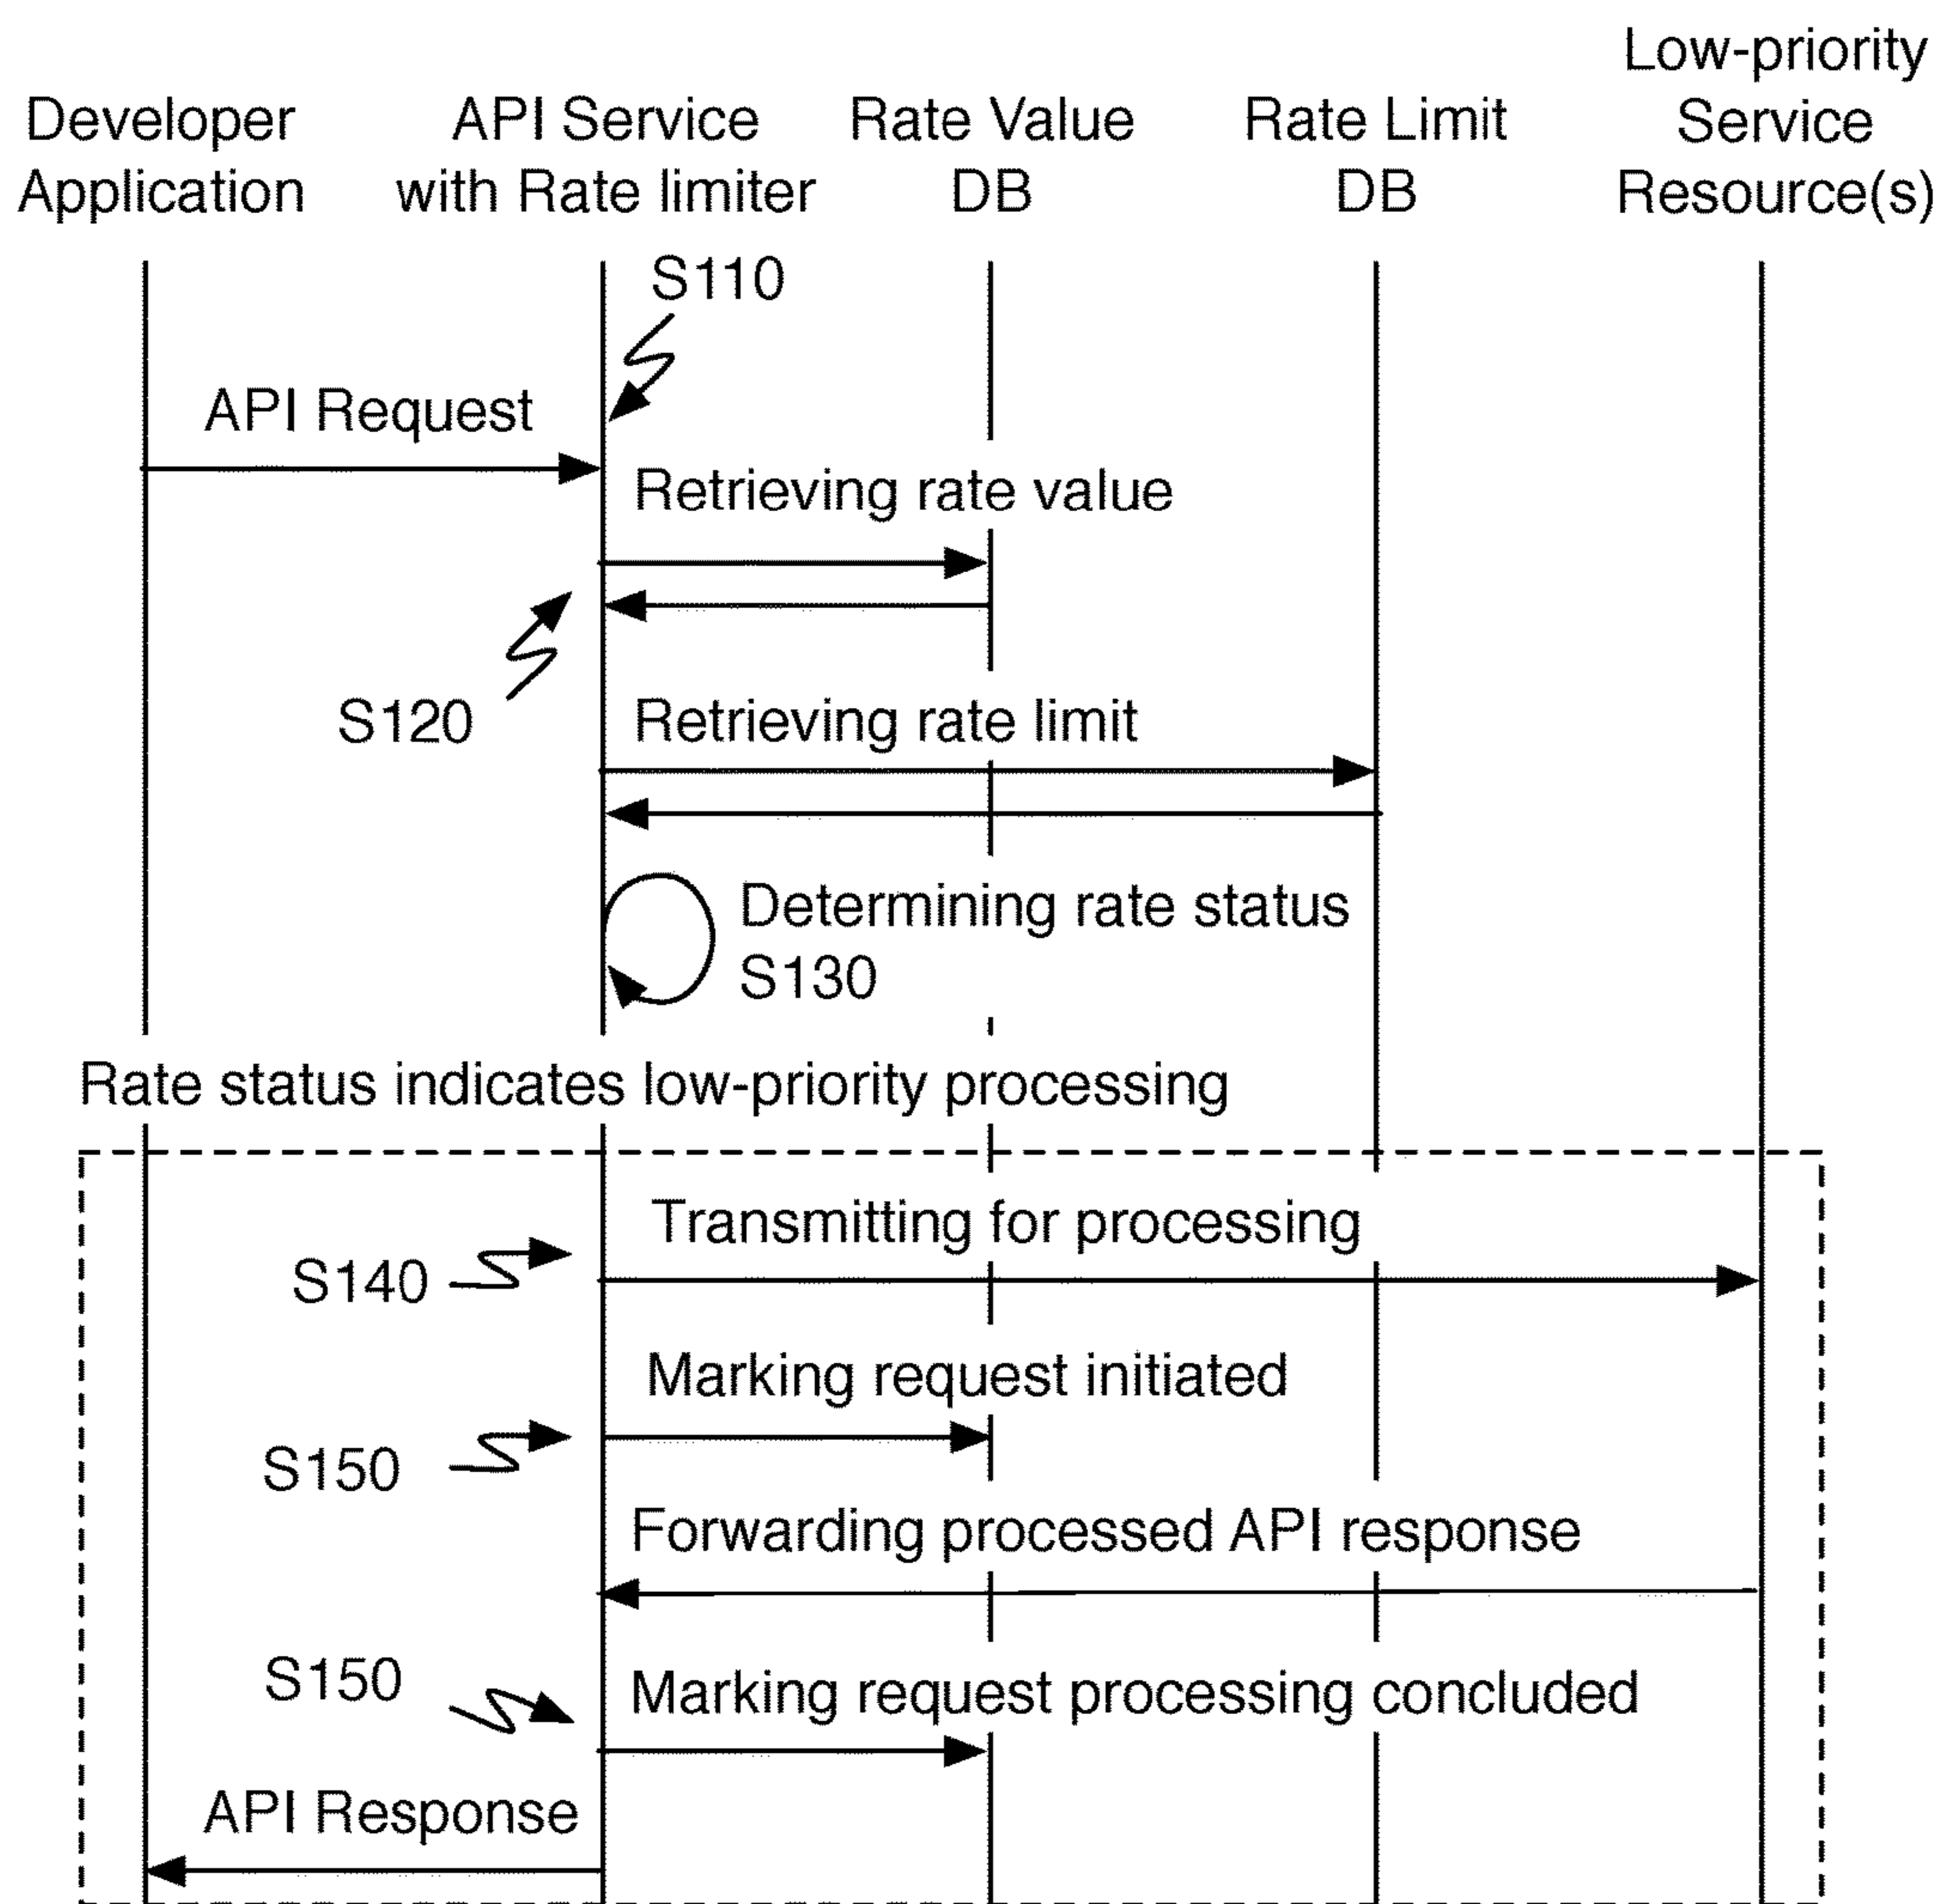 Developer
Application
API Service
with Rate limiter
Rate Value
DB
Rate Limit
DB
Low-priority
Service
Resource(s)
S110
API Request
Retrieving rate value
S120
Retrieving rate limit
Determining rate status
S130
Rate status indicates low-priority processing
Transmitting for processing
S140
Marking request initiated
S150
Forwarding processed API response
S150
Marking request processing concluded
API Response